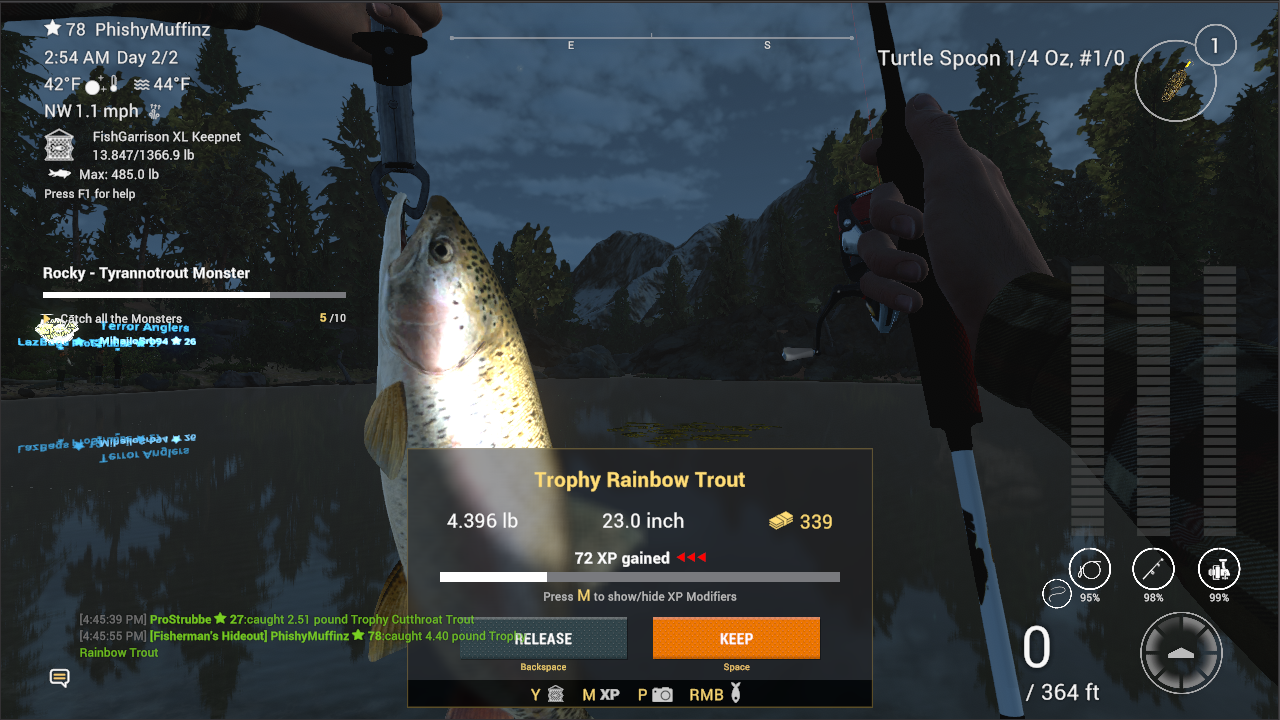 78 PhishyMuffinz
2:54 AM Day 2/2
42°F 44°F
NW 1.1 mph
FishGarrison XL Keepnet
13.847/1366.9 lb
Max: 485.0 lb
Press F1 for help
E S
Turtle Spoon 1/4 Oz, #1/0
1
Rocky - Tyrannotrout Monster
Catch all the Monsters 5 /10
Terror Anglers
LazBags Mihailosrb94 26
Trophy Rainbow Trout
4.396 lb 23.0 inch 339
72 XP gained
Press M to show/hide XP Modifiers
RELEASE KEEP
Backspace Space
Y M XP P RMB
[4:45:39 PM] ProStrubbe 27:caught 2.51 pound Trophy Cutthroat Trout
[4:45:55 PM] [Fisherman's Hideout] PhishyMuffinz 78:caught 4.40 pound Trophy
Rainbow Trout
95% 98% 99%
0
/ 364 ft